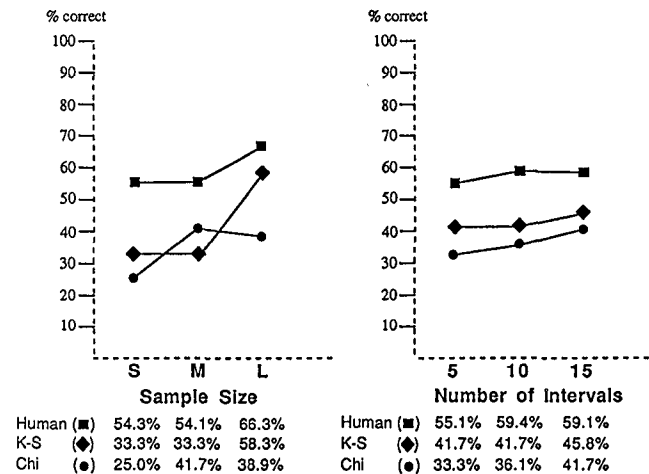 % correct
100
90
80
70
60
50
40
30
20
10
S M L
Sample Size
Human (■) 54.3% 54.1% 66.3%
K-S (◆) 33.3% 33.3% 58.3%
Chi (●) 25.0% 41.7% 38.9%
% correct
100
90
80
70
60
50
40
30
20
10
5 10 15
Number of Intervals
Human (■) 55.1% 59.4% 59.1%
K-S (◆) 41.7% 41.7% 45.8%
Chi (●) 33.3% 36.1% 41.7%